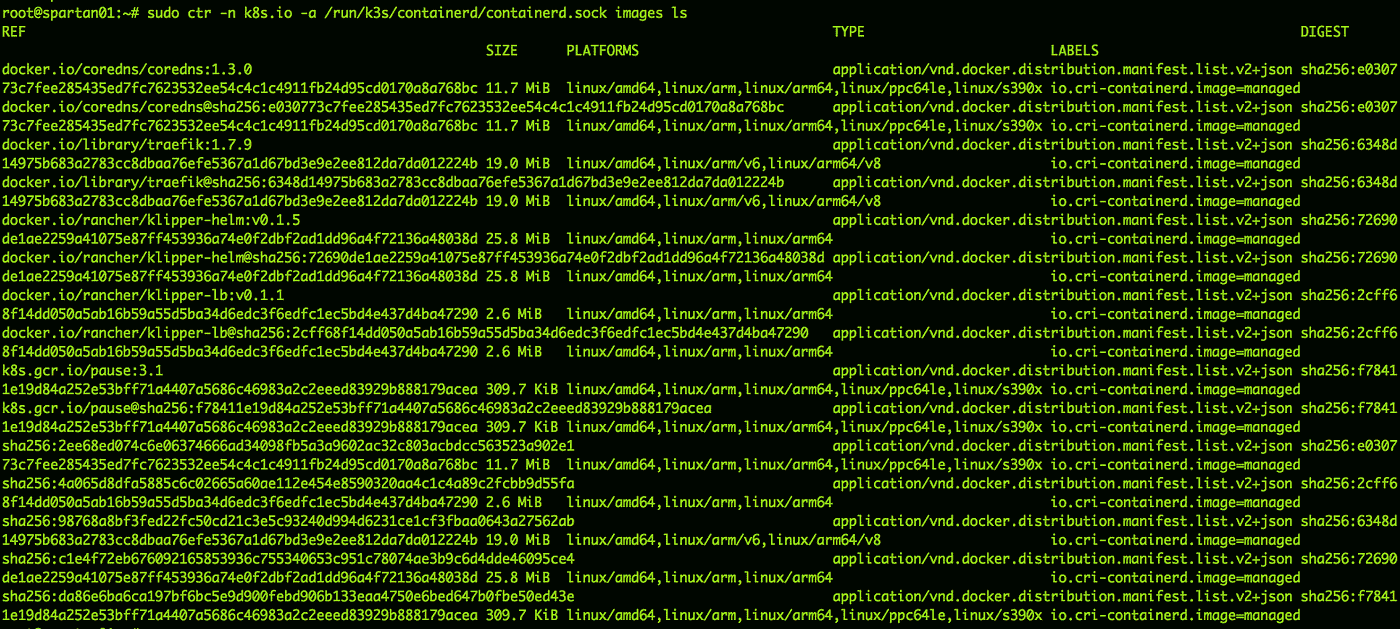 root@spartan01:~# sudo ctr -n k8s.io -a /run/k3s/containerd/containerd.sock images ls
REF TYPE DIGEST
SIZE PLATFORMS LABELS
docker.io/coredns/coredns:1.3.0 application/vnd.docker.distribution.manifest.list.v2+json sha256:e0307
73c7fee285435ed7fc7623532ee54c4c1c4911fb24d95cd0170a8a768bc 11.7 MiB linux/amd64,linux/arm,linux/arm64,linux/ppc64le,linux/s390x io.cri-containerd.image=managed
docker.io/coredns/coredns@sha256:e030773c7fee285435ed7fc7623532ee54c4c1c4911fb24d95cd0170a8a768bc application/vnd.docker.distribution.manifest.list.v2+json sha256:e0307
73c7fee285435ed7fc7623532ee54c4c1c4911fb24d95cd0170a8a768bc 11.7 MiB linux/amd64,linux/arm,linux/arm64,linux/ppc64le,linux/s390x io.cri-containerd.image=managed
docker.io/library/traefik:1.7.9 application/vnd.docker.distribution.manifest.list.v2+json sha256:6348d
14975b683a2783cc8dbaa76efe5367a1d67bd3e9e2ee812da7da012224b 19.0 MiB linux/amd64,linux/arm/v6,linux/arm64/v8 io.cri-containerd.image=managed
docker.io/library/traefik@sha256:6348d14975b683a2783cc8dbaa76efe5367a1d67bd3e9e2ee812da7da012224b application/vnd.docker.distribution.manifest.list.v2+json sha256:6348d
14975b683a2783cc8dbaa76efe5367a1d67bd3e9e2ee812da7da012224b 19.0 MiB linux/amd64,linux/arm/v6,linux/arm64/v8 io.cri-containerd.image=managed
docker.io/rancher/klipper-helm:v0.1.5 application/vnd.docker.distribution.manifest.list.v2+json sha256:72690
de1ae2259a41075e87ff453936a74e0f2dbf2ad1dd96a4f72136a48038d 25.8 MiB linux/amd64,linux/arm,linux/arm64 io.cri-containerd.image=managed
docker.io/rancher/klipper-helm@sha256:72690de1ae2259a41075e87ff453936a74e0f2dbf2ad1dd96a4f72136a48038d application/vnd.docker.distribution.manifest.list.v2+json sha256:72690
de1ae2259a41075e87ff453936a74e0f2dbf2ad1dd96a4f72136a48038d 25.8 MiB linux/amd64,linux/arm,linux/arm64 io.cri-containerd.image=managed
docker.io/rancher/klipper-lb:v0.1.1 application/vnd.docker.distribution.manifest.list.v2+json sha256:2cff6
8f14dd050a5ab16b59a55d5ba34d6edc3f6edfc1ec5bd4e437d4ba47290 2.6 MiB linux/amd64,linux/arm,linux/arm64 io.cri-containerd.image=managed
docker.io/rancher/klipper-lb@sha256:2cff68f14dd050a5ab16b59a55d5ba34d6edc3f6edfc1ec5bd4e437d4ba47290 application/vnd.docker.distribution.manifest.list.v2+json sha256:2cff6
8f14dd050a5ab16b59a55d5ba34d6edc3f6edfc1ec5bd4e437d4ba47290 2.6 MiB linux/amd64,linux/arm,linux/arm64 io.cri-containerd.image=managed
k8s.gcr.io/pause:3.1 application/vnd.docker.distribution.manifest.list.v2+json sha256:f7841
1e19d84a252e53bff71a4407a5686c46983a2c2eeed83929b888179acea 309.7 KiB linux/amd64,linux/arm,linux/arm64,linux/ppc64le,linux/s390x io.cri-containerd.image=managed
k8s.gcr.io/pause@sha256:f78411e19d84a252e53bff71a4407a5686c46983a2c2eeed83929b888179acea application/vnd.docker.distribution.manifest.list.v2+json sha256:f7841
1e19d84a252e53bff71a4407a5686c46983a2c2eeed83929b888179acea 309.7 KiB linux/amd64,linux/arm,linux/arm64,linux/ppc64le,linux/s390x io.cri-containerd.image=managed
sha256:2ee68ed074c6e06374666ad34098fb5a3a9602ac32c803acbdcc563523a902e1 application/vnd.docker.distribution.manifest.list.v2+json sha256:e0307
73c7fee285435ed7fc7623532ee54c4c1c4911fb24d95cd0170a8a768bc 11.7 MiB linux/amd64,linux/arm,linux/arm64,linux/ppc64le,linux/s390x io.cri-containerd.image=managed
sha256:4a065d8dfa5885c6c02665a60ae112e454e8590320aa4c1c4a89c2fcbb9d55fa application/vnd.docker.distribution.manifest.list.v2+json sha256:2cff6
8f14dd050a5ab16b59a55d5ba34d6edc3f6edfc1ec5bd4e437d4ba47290 2.6 MiB linux/amd64,linux/arm,linux/arm64 io.cri-containerd.image=managed
sha256:98768a8bf3fed22fc50cd21c3e5c93240d994d6231ce1cf3fbaa0643a27562ab application/vnd.docker.distribution.manifest.list.v2+json sha256:6348d
14975b683a2783cc8dbaa76efe5367a1d67bd3e9e2ee812da7da012224b 19.0 MiB linux/amd64,linux/arm/v6,linux/arm64/v8 io.cri-containerd.image=managed
sha256:c1e4f72eb676092165853936c755340653c951c78074ae3b9c6d4dde46095ce4 application/vnd.docker.distribution.manifest.list.v2+json sha256:72690
de1ae2259a41075e87ff453936a74e0f2dbf2ad1dd96a4f72136a48038d 25.8 MiB linux/amd64,linux/arm,linux/arm64 io.cri-containerd.image=managed
sha256:da86e6ba6ca197bf6bc5e9d900febd906b133eaa4750e6bed647b0fbe50ed43e application/vnd.docker.distribution.manifest.list.v2+json sha256:f7841
1e19d84a252e53bff71a4407a5686c46983a2c2eeed83929b888179acea 309.7 KiB linux/amd64,linux/arm,linux/arm64,linux/ppc64le,linux/s390x io.cri-containerd.image=managed